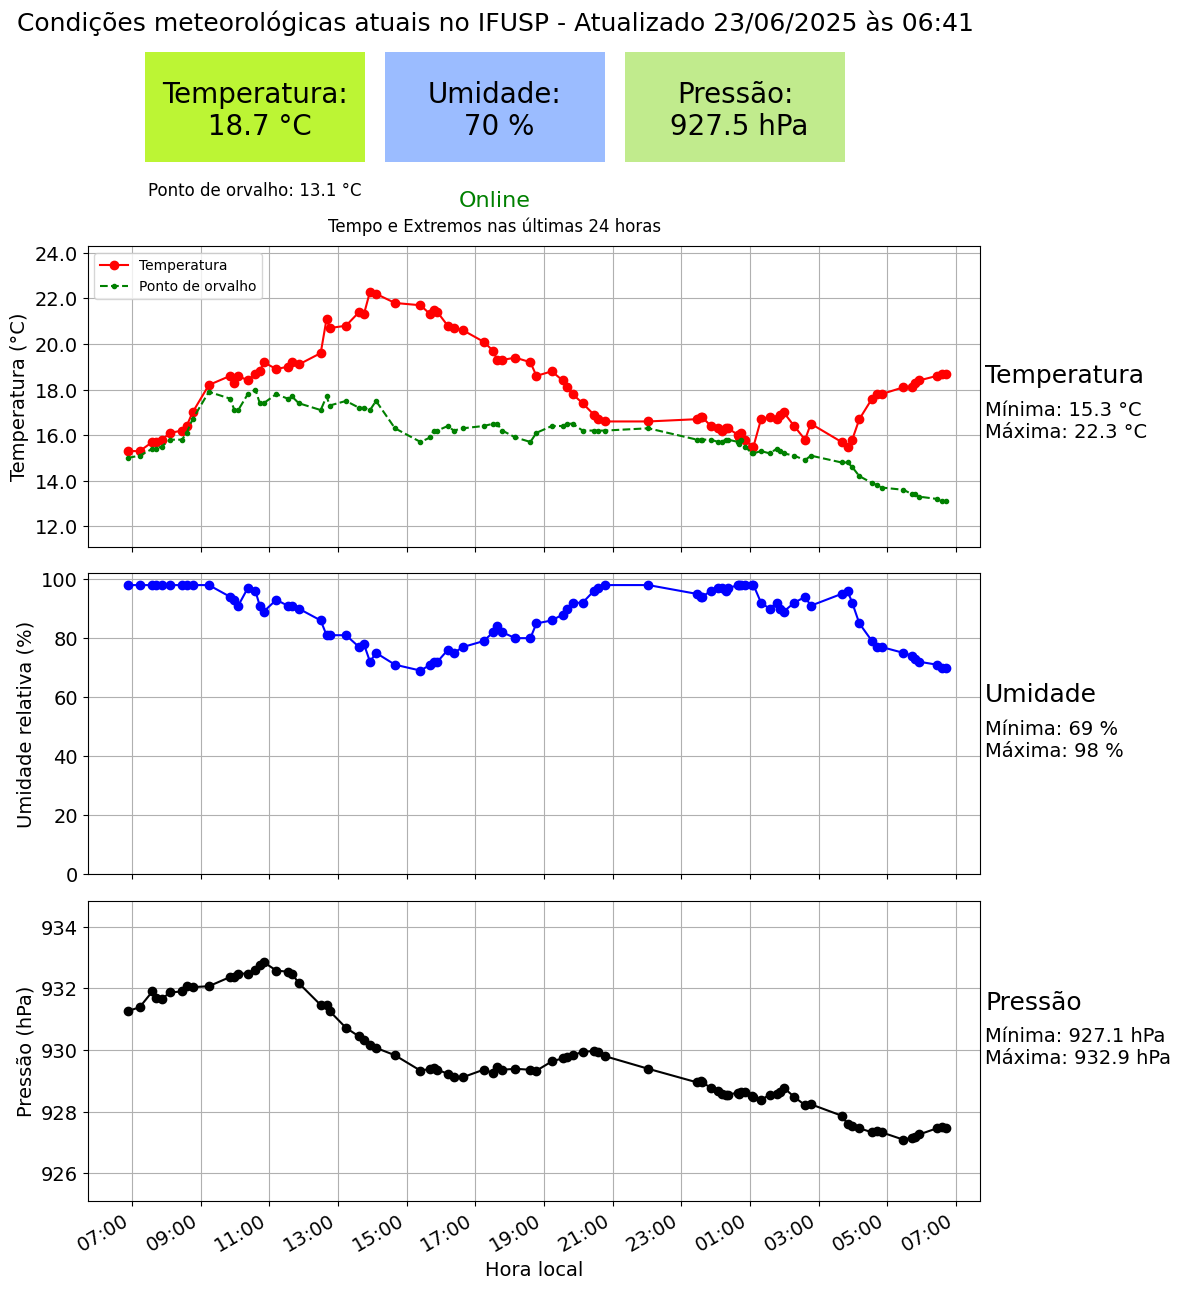 Condições meteorológicas atuais no IFUSP - Atualizado 23/06/2025 às 06:41
Temperatura:
18.7 °C
Umidade:
70 %
Pressão:
927.5 hPa
Ponto de orvalho: 13.1 °C
Online
Tempo e Extremos nas últimas 24 horas
Temperatura (°C)
24.0
22.0
20.0
18.0
16.0
14.0
12.0
Temperatura
Ponto de orvalho
Temperatura
Mínima: 15.3 °C
Máxima: 22.3 °C
Umidade relativa (%)
100
80
60
40
20
0
Umidade
Mínima: 69 %
Máxima: 98 %
Pressão (hPa)
934
932
930
928
926
Pressão
Mínima: 927.1 hPa
Máxima: 932.9 hPa
07:00 09:00 11:00 13:00 15:00 17:00 19:00 21:00 23:00 01:00 03:00 05:00 07:00
Hora local